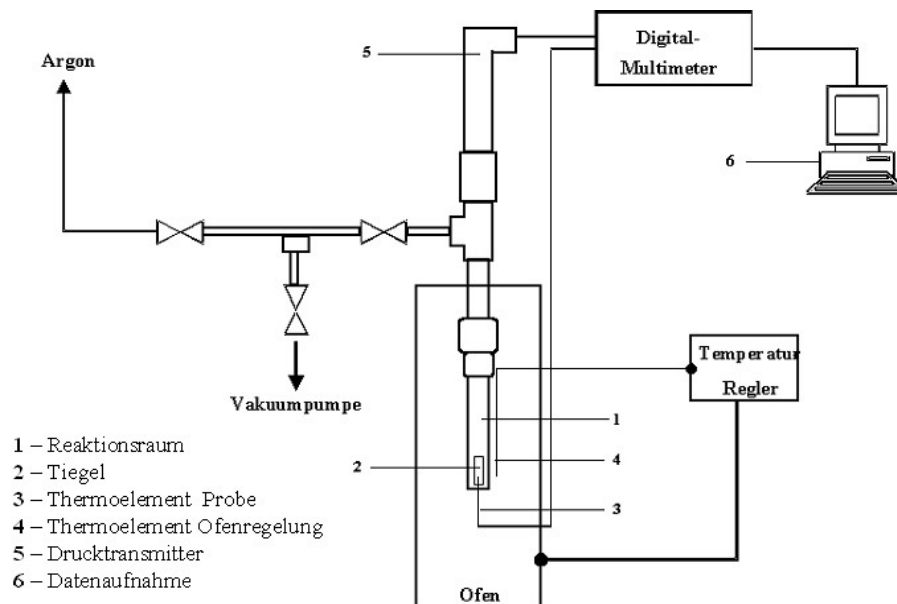 Argon
5
Digital-
Multimeter
6
Vakuumpumpe
Temperatur
Regler
1
2
4
3
1 – Reaktionsraum
2 – Tiegel
3 – Thermoelement Probe
4 – Thermoelement Ofenregelung
5 – Drucktransmitter
6 – Datenaufnahme
Ofen